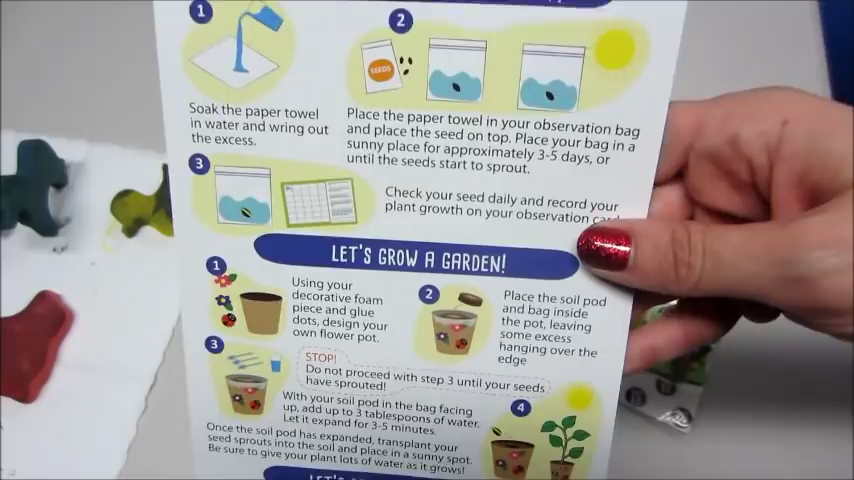 1
2
SEEDS
Soak the paper towel
in water and wring out
the excess.
Place the paper towel in your observation bag
and place the seed on top. Place your bag in a
sunny place for approximately 3-5 days, or
until the seeds start to sprout.
3
Check your seed daily and record your
plant growth on your observation
LET'S GROW A GARDEN!
1
Using your
decorative foam
piece and glue
dots, design your
own flower pot.
2
Place the soil pod
and bag inside
the pot, leaving
some excess
hanging over the
edge
3
STOP!
Do not proceed with step 3 until your seeds
have sprouted!
With your soil pod in the bag facing
up, add up to 3 tablespoons of water.
Let it expand for 3-5 minutes.
4
Once the soil pod has expanded, transplant your
seed sprouts into the soil and place in a sunny spot.
Be sure to give your plant lots of water as it grows!